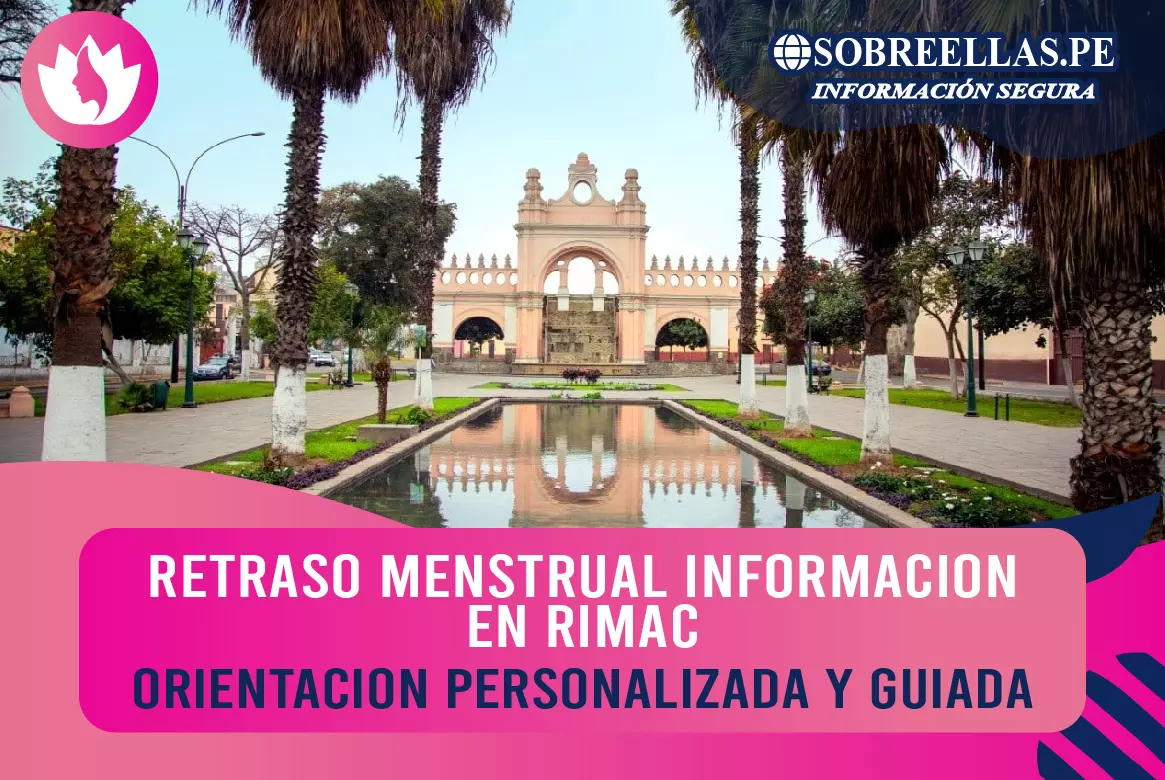 SOBREELLAS.PE
INFORMACIÓN SEGURA
RETRASO MENSTRUAL INFORMACION
EN RIMAC
ORIENTACION PERSONALIZADA Y GUIADA